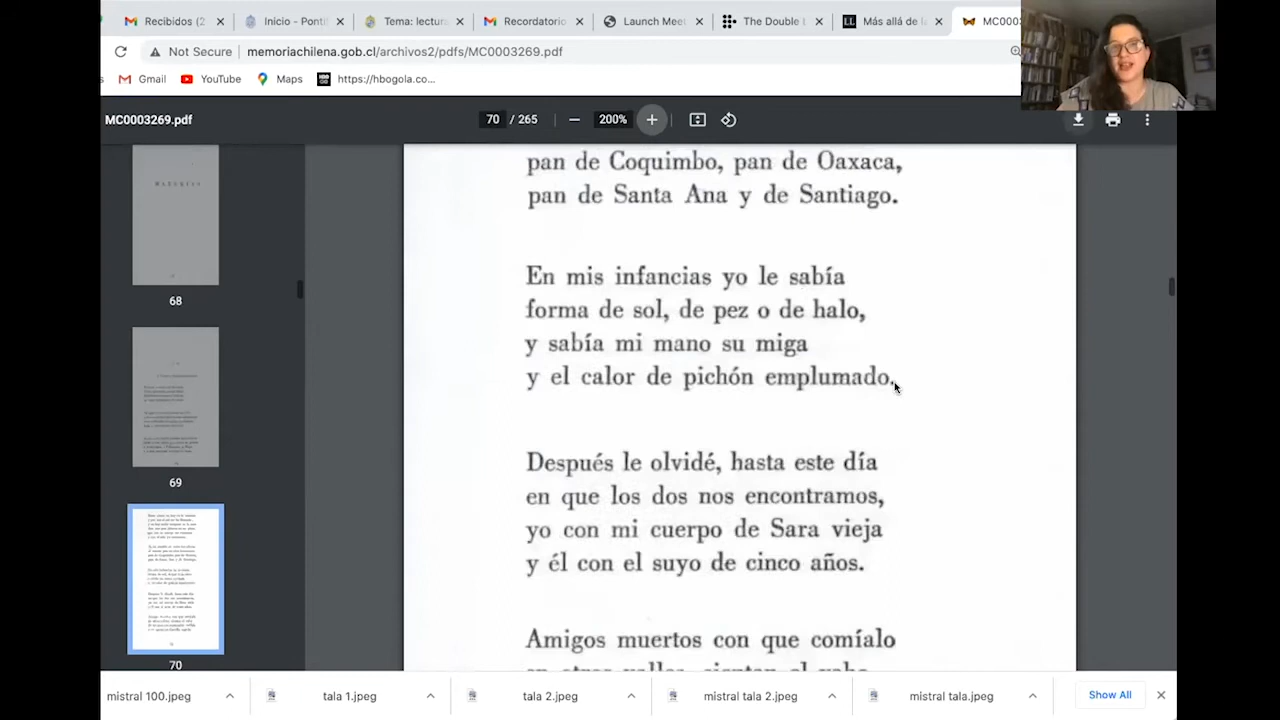 Recibidos (2
Inicio - Ponti
Tema: lectur
Recordatorio
Launch Mee
The Double
Más allá de
MC000
Not Secure
memoriachilena.gob.cl/archivos2/pdfs/MC0003269.pdf
Gmail
YouTube
Maps
https://hbogola.co...
MC0003269.pdf
70 / 265
200%
68
69
70
pan de Coquimbo, pan de Oaxaca,
pan de Santa Ana y de Santiago.
En mis infancias yo le sabía
forma de sol, de pez o de halo,
y sabía mi mano su miga
y el calor de pichón emplumado.
Después le olvidé, hasta este día
en que los dos nos encontramos,
yo con mi cuerpo de Sara vieja
y él con el suyo de cinco años.
Amigos muertos con que comíalo
mistral 100.jpeg
tala 1.jpeg
tala 2.jpeg
mistral tala 2.jpeg
mistral tala.jpeg
Show All